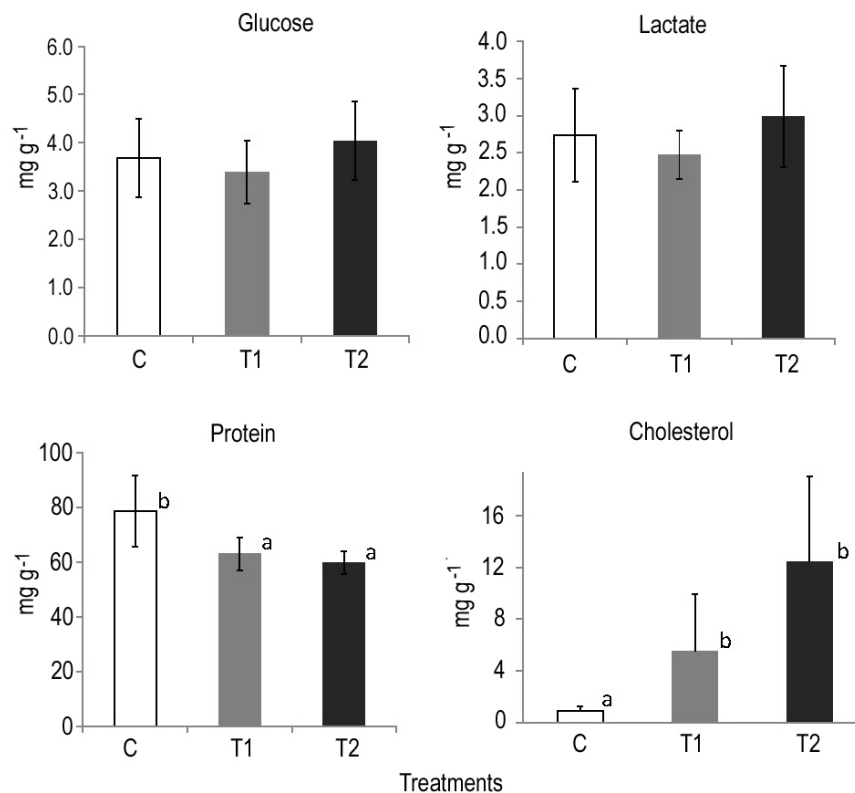 Glucose
6.0
5.0
4.0
3.0
2.0
1.0
0.0
mg g-1
C T1 T2
Lactate
4.0
3.5
3.0
2.5
2.0
1.5
1.0
0.5
0.0
mg g-1
C T1 T2
Protein
100
80
60
40
20
0
mg g-1
b
a
a
C T1 T2
Cholesterol
16
12
8
4
0
mg g-1
a
b
b
C T1 T2
Treatments